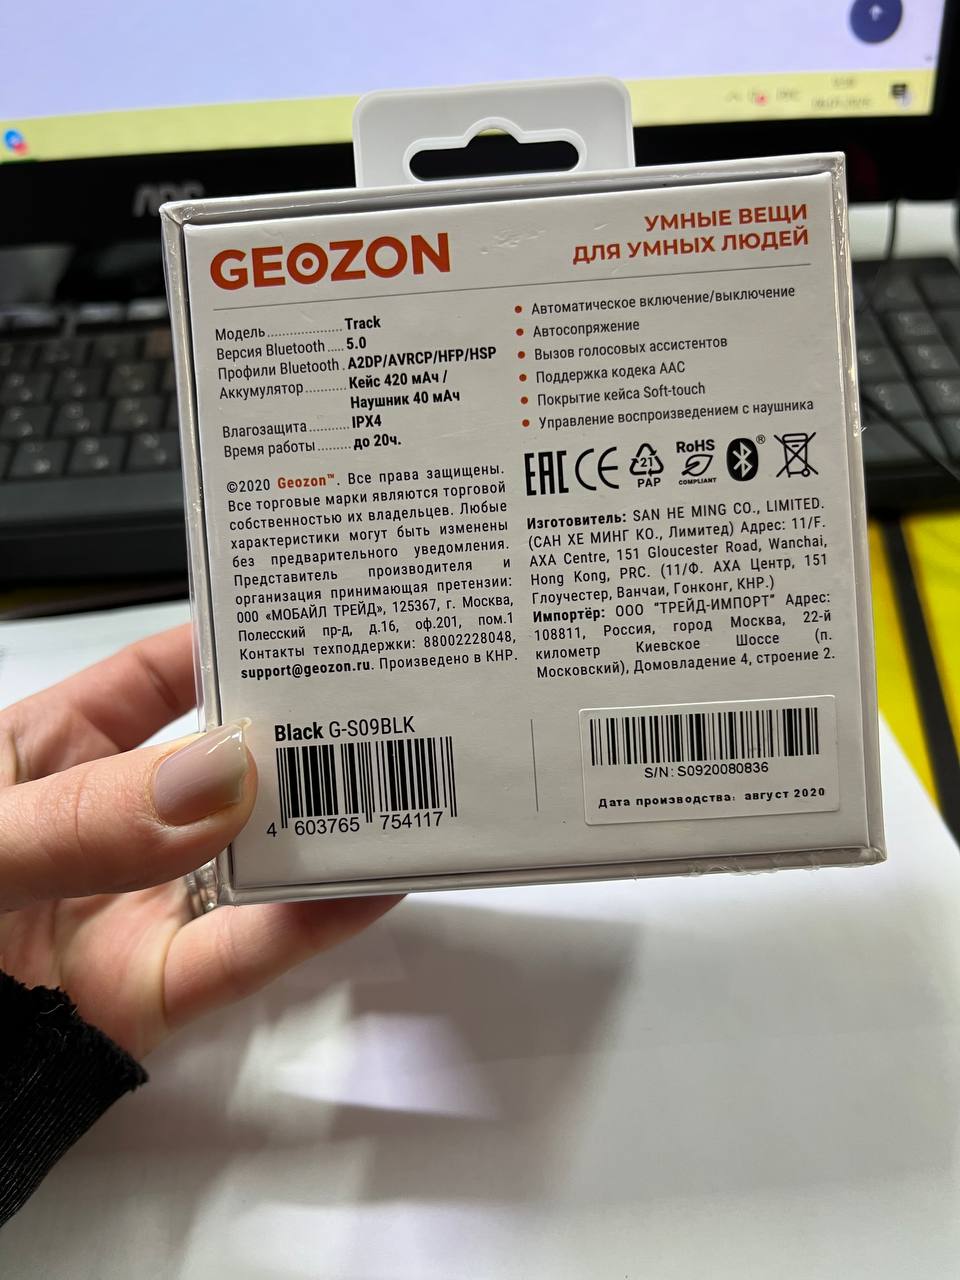 AOC
GEOZON
УМНЫЕ ВЕЩИ
ДЛЯ УМНЫХ ЛЮДЕЙ
Модель.....................Track
Версия Bluetooth.....5.0
Профили Bluetooth.A2DP/AVRCP/HFP/HSP
Аккумулятор...........Кейс 420 мАч /
Наушник 40 мАч
Влагозащита...........IPX4
Время работы.........до 20ч.
• Автоматическое включение/выключение
• Автосопряжение
• Вызов голосовых ассистентов
• Поддержка кодека AAC
• Покрытие кейса Soft-touch
• Управление воспроизведением с наушника
©2020 Geozon™. Все права защищены.
Все торговые марки являются торговой
собственностью их владельцев. Любые
характеристики могут быть изменены
без предварительного уведомления.
Представитель производителя и
организация принимающая претензии:
ООО «МОБАЙЛ ТРЕЙД», 125367, г. Москва,
Полесский пр-д, д.16, оф.201, пом.1
Контакты техподдержки: 88002228048,
support@geozon.ru. Произведено в КНР.
EAC CE 21 PAP RoHS COMPLIANT ®
Изготовитель: SAN HE MING CO., LIMITED.
(САН ХЕ МИНГ КО., Лимитед) Адрес: 11/F.
AXA Centre, 151 Gloucester Road, Wanchai,
Hong Kong, PRC. (11/Ф. АХА Центр, 151
Глоучестер, Ванчаи, Гонконг, КНР.)
Импортёр: ООО "ТРЕЙД-ИМПОРТ" Адрес:
108811, Россия, город Москва, 22-й
километр Киевское Шоссе (п.
Московский), Домовладение 4, строение 2.
Black G-S09BLK
4 603765 754117
S/N: S0920080836
Дата производства: август 2020